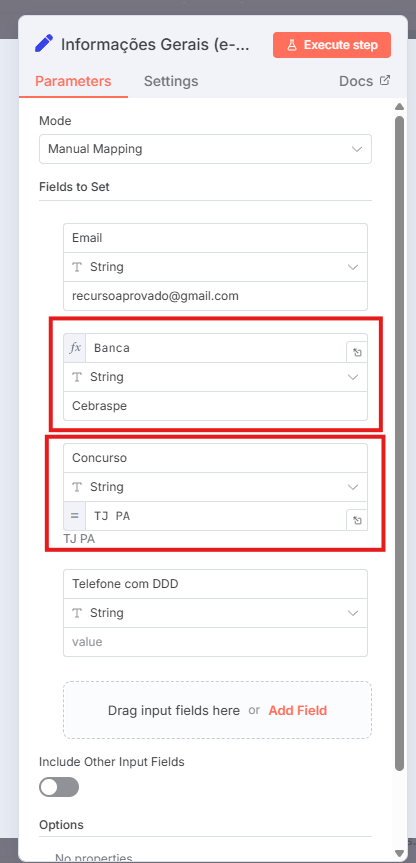 Informações Gerais (e-...
Execute step
Parameters
Settings
Docs
Mode
Manual Mapping
Fields to Set
Email
T String
recursoaprovado@gmail.com
fx Banca
T String
Cebraspe
Concurso
T String
= TJ PA
TJ PA
Telefone com DDD
T String
value
Drag input fields here or Add Field
Include Other Input Fields
Options
No properties